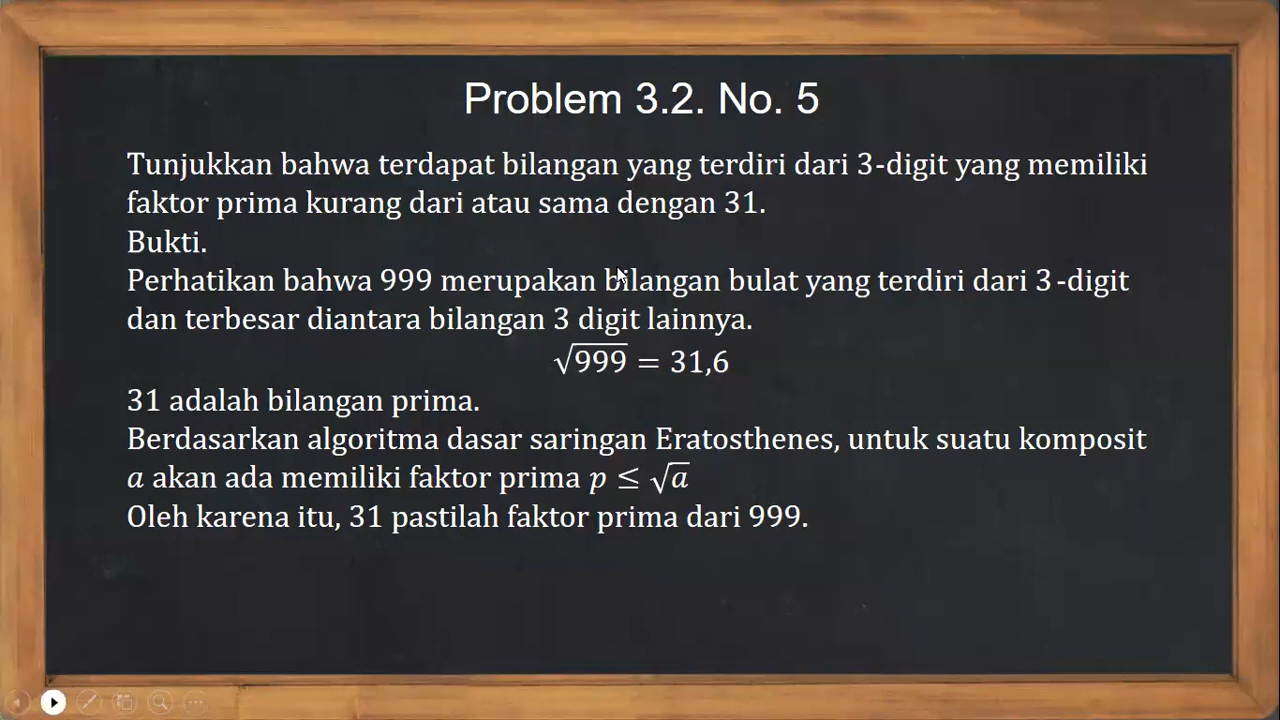 Problem 3.2. No. 5
Tunjukkan bahwa terdapat bilangan yang terdiri dari 3-digit yang memiliki
faktor prima kurang dari atau sama dengan 31.
Bukti.
Perhatikan bahwa 999 merupakan bilangan bulat yang terdiri dari 3-digit
dan terbesar diantara bilangan 3 digit lainnya.
√999 = 31,6
31 adalah bilangan prima.
Berdasarkan algoritma dasar saringan Eratosthenes, untuk suatu komposit
a akan ada memiliki faktor prima p ≤ √a
Oleh karena itu, 31 pastilah faktor prima dari 999.